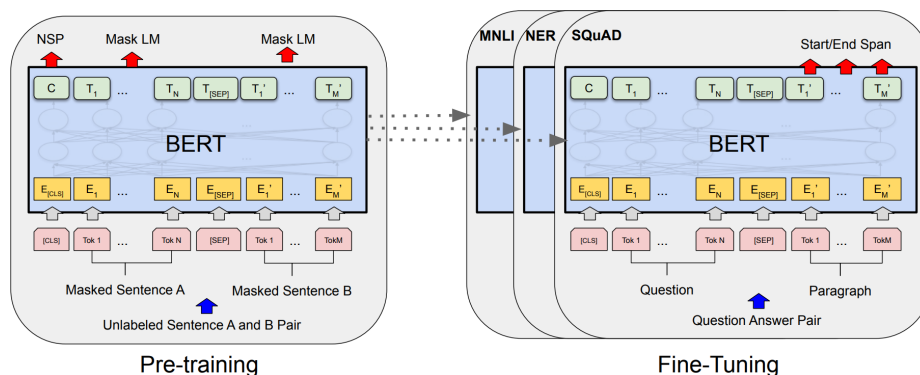 NSP Mask LM Mask LM
C T1 ... TN T[SEP] T1' ... TM'
BERT
E[CLS] E1 ... EN E[SEP] E1' ... EM'
[CLS] Tok 1 ... Tok N [SEP] Tok 1 ... TokM
Masked Sentence A Masked Sentence B
Unlabeled Sentence A and B Pair
Pre-training
MNLI NER SQuAD
Start/End Span
C T1 ... TN T[SEP] T1' ... TM'
BERT
E[CLS] E1 ... EN E[SEP] E1' ... EM'
[CLS] Tok 1 ... Tok N [SEP] Tok 1 ... TokM
Question Paragraph
Question Answer Pair
Fine-Tuning